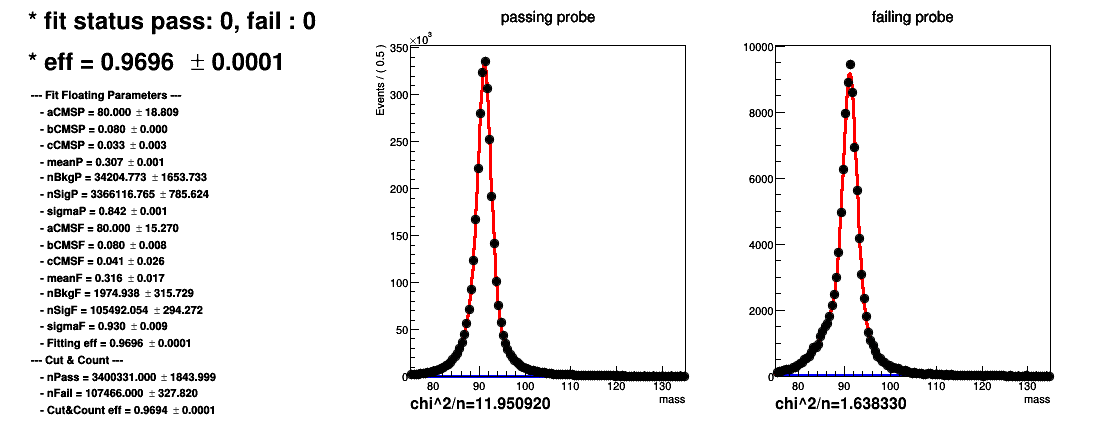 * fit status pass: 0, fail : 0
* eff = 0.9696 ± 0.0001
--- Fit Floating Parameters ---
- aCMSP = 80.000 ± 18.809
- bCMSP = 0.080 ± 0.000
- cCMSP = 0.033 ± 0.003
- meanP = 0.307 ± 0.001
- nBkgP = 34204.773 ± 1653.733
- nSigP = 3366116.765 ± 785.624
- sigmaP = 0.842 ± 0.001
- aCMSF = 80.000 ± 15.270
- bCMSF = 0.080 ± 0.008
- cCMSF = 0.041 ± 0.026
- meanF = 0.316 ± 0.017
- nBkgF = 1974.938 ± 315.729
- nSigF = 105492.054 ± 294.272
- sigmaF = 0.930 ± 0.009
- Fitting eff = 0.9696 ± 0.0001
--- Cut & Count ---
- nPass = 3400331.000 ± 1843.999
- nFail = 107466.000 ± 327.820
- Cut&Count eff = 0.9694 ± 0.0001
passing probe
×10³
Events / ( 0.5 )
350
300
250
200
150
100
50
0
80 90 100 110 120 130
mass
chi^2/n=11.950920
failing probe
10000
8000
6000
4000
2000
0
80 90 100 110 120 130
mass
chi^2/n=1.638330